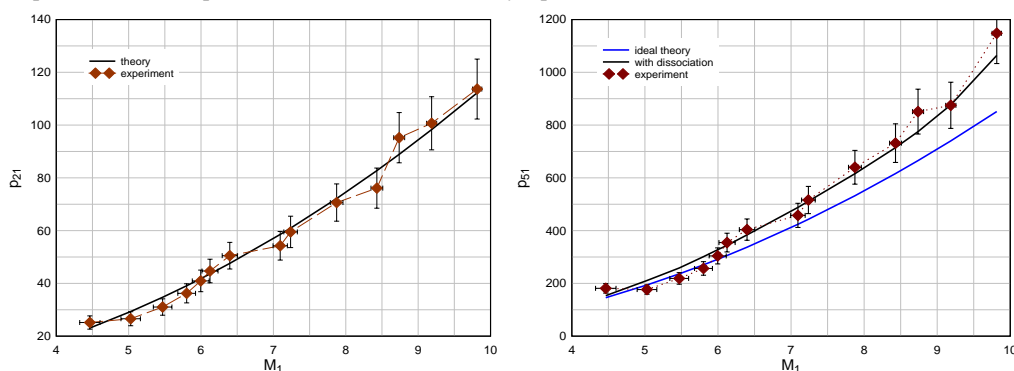 140
120
100
80
60
40
20
4 5 6 7 8 9 10
p21
M1
theory
experiment
1200
1000
800
600
400
200
0
4 5 6 7 8 9 10
p51
M1
ideal theory
with dissociation
experiment